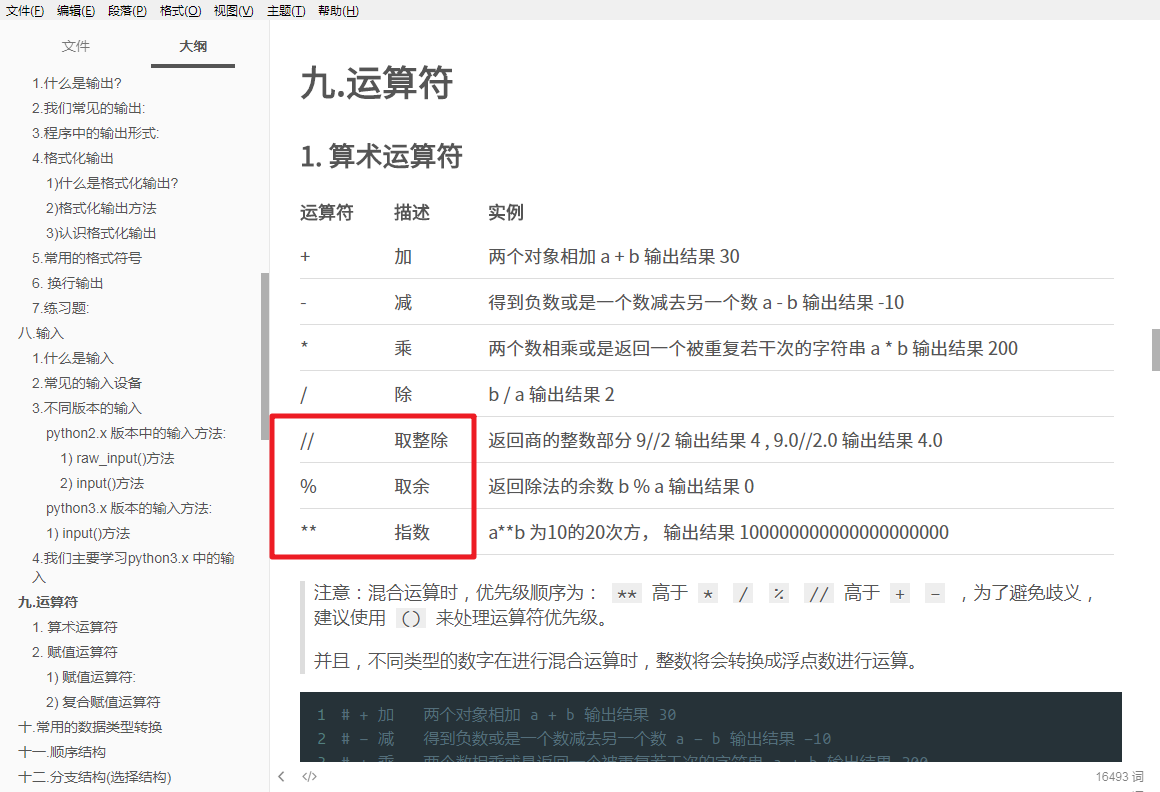 文件(F) 编辑(E) 段落(P) 格式(O) 视图(V) 主题(T) 帮助(H)
文件 大纲
1.什么是输出?
2.我们常见的输出:
3.程序中的输出形式:
4.格式化输出
1)什么是格式化输出?
2)格式化输出方法
3)认识格式化输出
5.常用的格式符号
6. 换行输出
7.练习题:
八.输入
1.什么是输入
2.常见的输入设备
3.不同版本的输入
python2.x 版本中的输入方法:
1) raw_input()方法
2) input()方法
python3.x 版本的输入方法:
1) input()方法
4.我们主要学习python3.x 中的输
入
九.运算符
1. 算术运算符
2. 赋值运算符
1) 赋值运算符:
2) 复合赋值运算符
十.常用的数据类型转换
十一.顺序结构
十二.分支结构(选择结构)
九.运算符
1. 算术运算符
运算符 描述 实例
+ 加 两个对象相加 a + b 输出结果 30
- 减 得到负数或是一个数减去另一个数 a - b 输出结果 -10
* 乘 两个数相乘或是返回一个被重复若干次的字符串 a * b 输出结果 200
/ 除 b / a 输出结果 2
// 取整除 返回商的整数部分 9//2 输出结果 4 , 9.0//2.0 输出结果 4.0
% 取余 返回除法的余数 b % a 输出结果 0
** 指数 a**b 为10的20次方， 输出结果 100000000000000000000
注意：混合运算时，优先级顺序为： ** 高于 * / % // 高于 + - ，为了避免歧义，
建议使用 () 来处理运算符优先级。
并且，不同类型的数字在进行混合运算时，整数将会转换成浮点数进行运算。
1 # + 加 两个对象相加 a + b 输出结果 30
2 # - 减 得到负数或是一个数减去另一个数 a - b 输出结果 -10
</> 16493 词